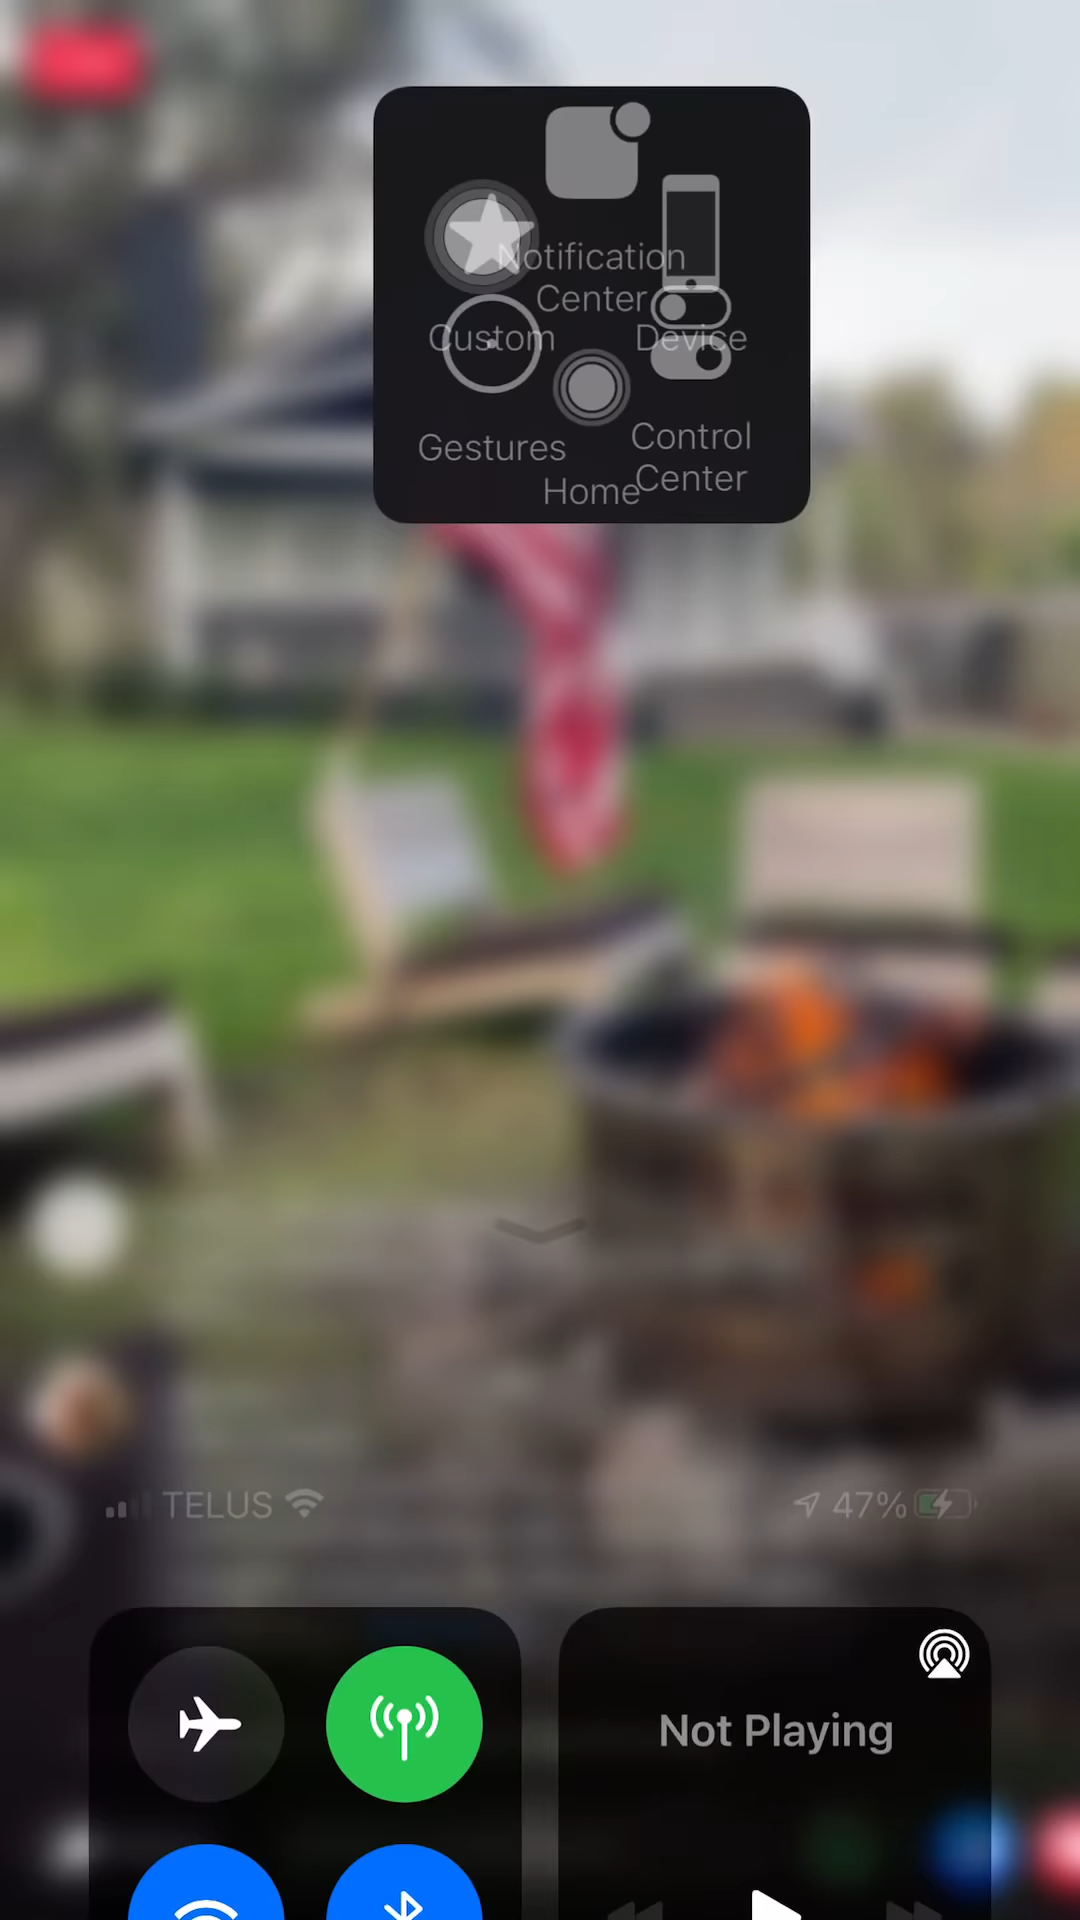 Notification
Center
Custom
Device
Gestures
Control
Center
Home
TELUS
47%
Not Playing